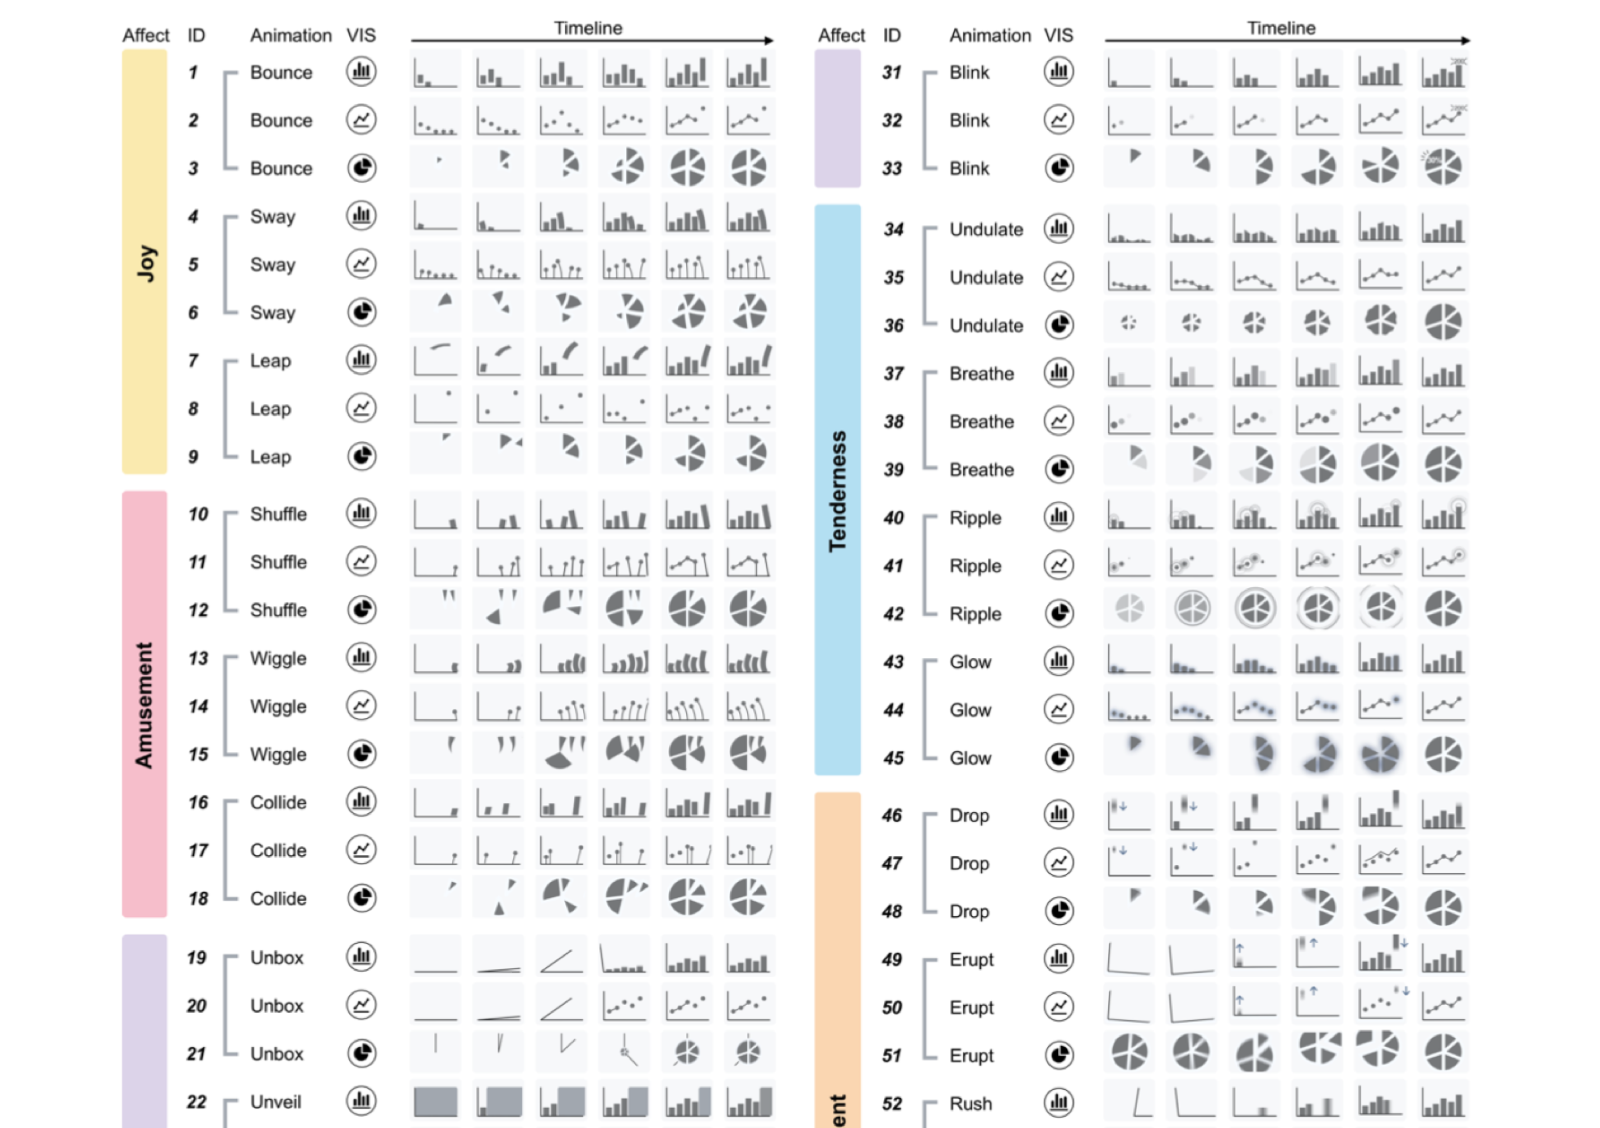 Affect ID Animation VIS Timeline
Joy
1 Bounce
2 Bounce
3 Bounce
4 Sway
5 Sway
6 Sway
7 Leap
8 Leap
9 Leap
Amusement
10 Shuffle
11 Shuffle
12 Shuffle
13 Wiggle
14 Wiggle
15 Wiggle
16 Collide
17 Collide
18 Collide
19 Unbox
20 Unbox
21 Unbox
22 Unveil
Affect ID Animation VIS Timeline
31 Blink
32 Blink
33 Blink
Tenderness
34 Undulate
35 Undulate
36 Undulate
37 Breathe
38 Breathe
39 Breathe
40 Ripple
41 Ripple
42 Ripple
43 Glow
44 Glow
45 Glow
46 Drop
47 Drop
48 Drop
49 Erupt
50 Erupt
51 Erupt
ent
52 Rush